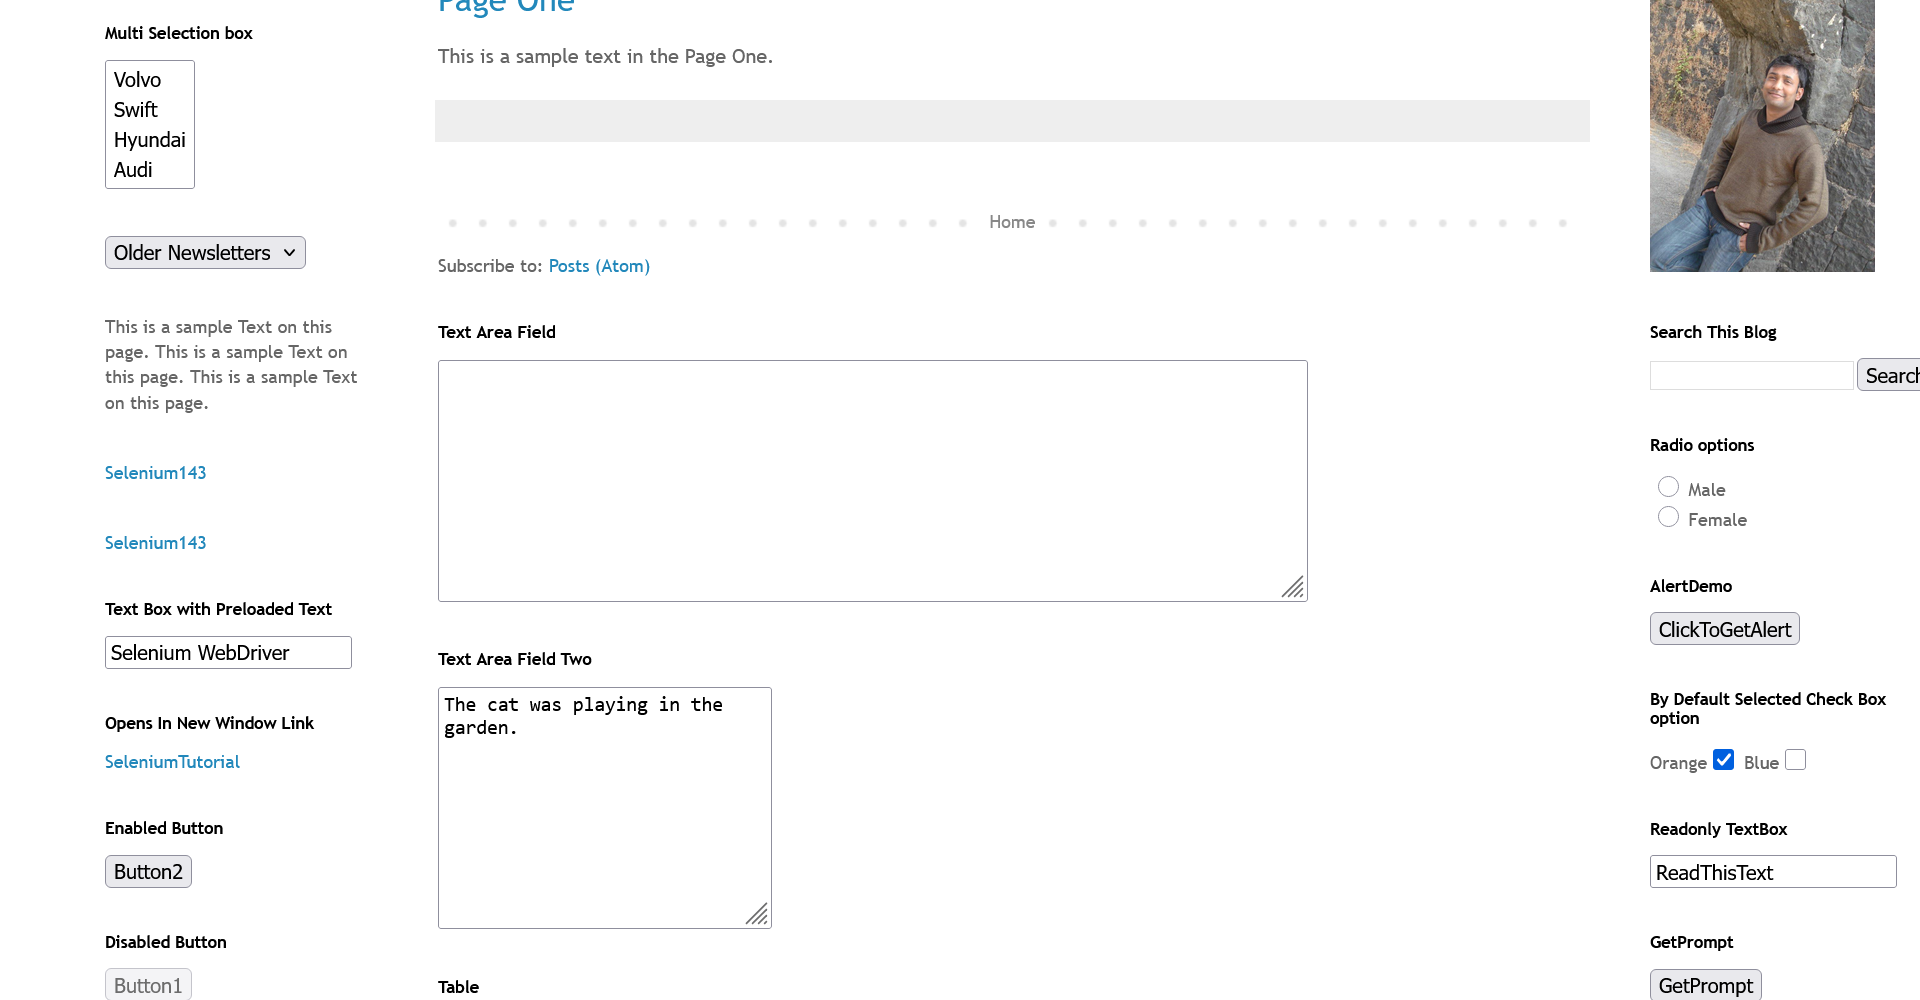 Multi Selection box
Volvo
Swift
Hyundai
Audi
Older Newsletters
This is a sample Text on this
page. This is a sample Text on
this page. This is a sample Text
on this page.
Selenium143
Selenium143
Text Box with Preloaded Text
Selenium WebDriver
Opens In New Window Link
SeleniumTutorial
Enabled Button
Button2
Disabled Button
Button1
Page One
This is a sample text in the Page One.
Home
Subscribe to: Posts (Atom)
Text Area Field
Text Area Field Two
The cat was playing in the
garden.
Table
Search This Blog
Search
Radio options
Male
Female
AlertDemo
ClickToGetAlert
By Default Selected Check Box
option
Orange Blue
Readonly TextBox
ReadThisText
GetPrompt
GetPrompt